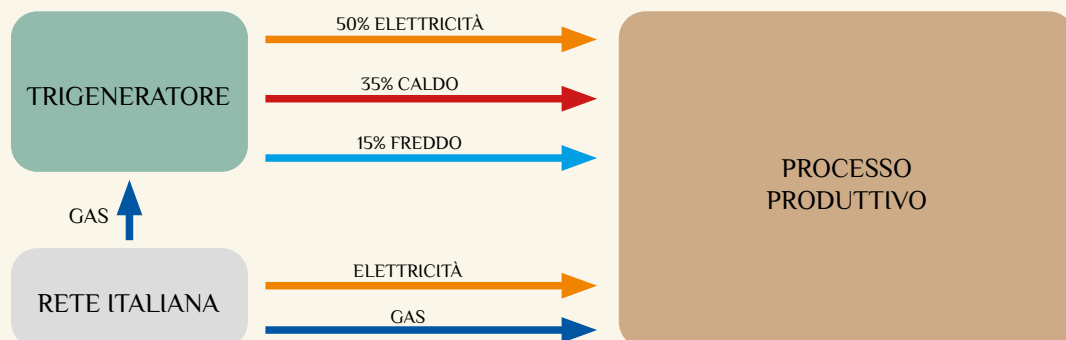 50% ELETTRICITÀ
TRIGENERATORE
35% CALDO
15% FREDDO
PROCESSO
PRODUTTIVO
GAS
ELETTRICITÀ
RETE ITALIANA
GAS